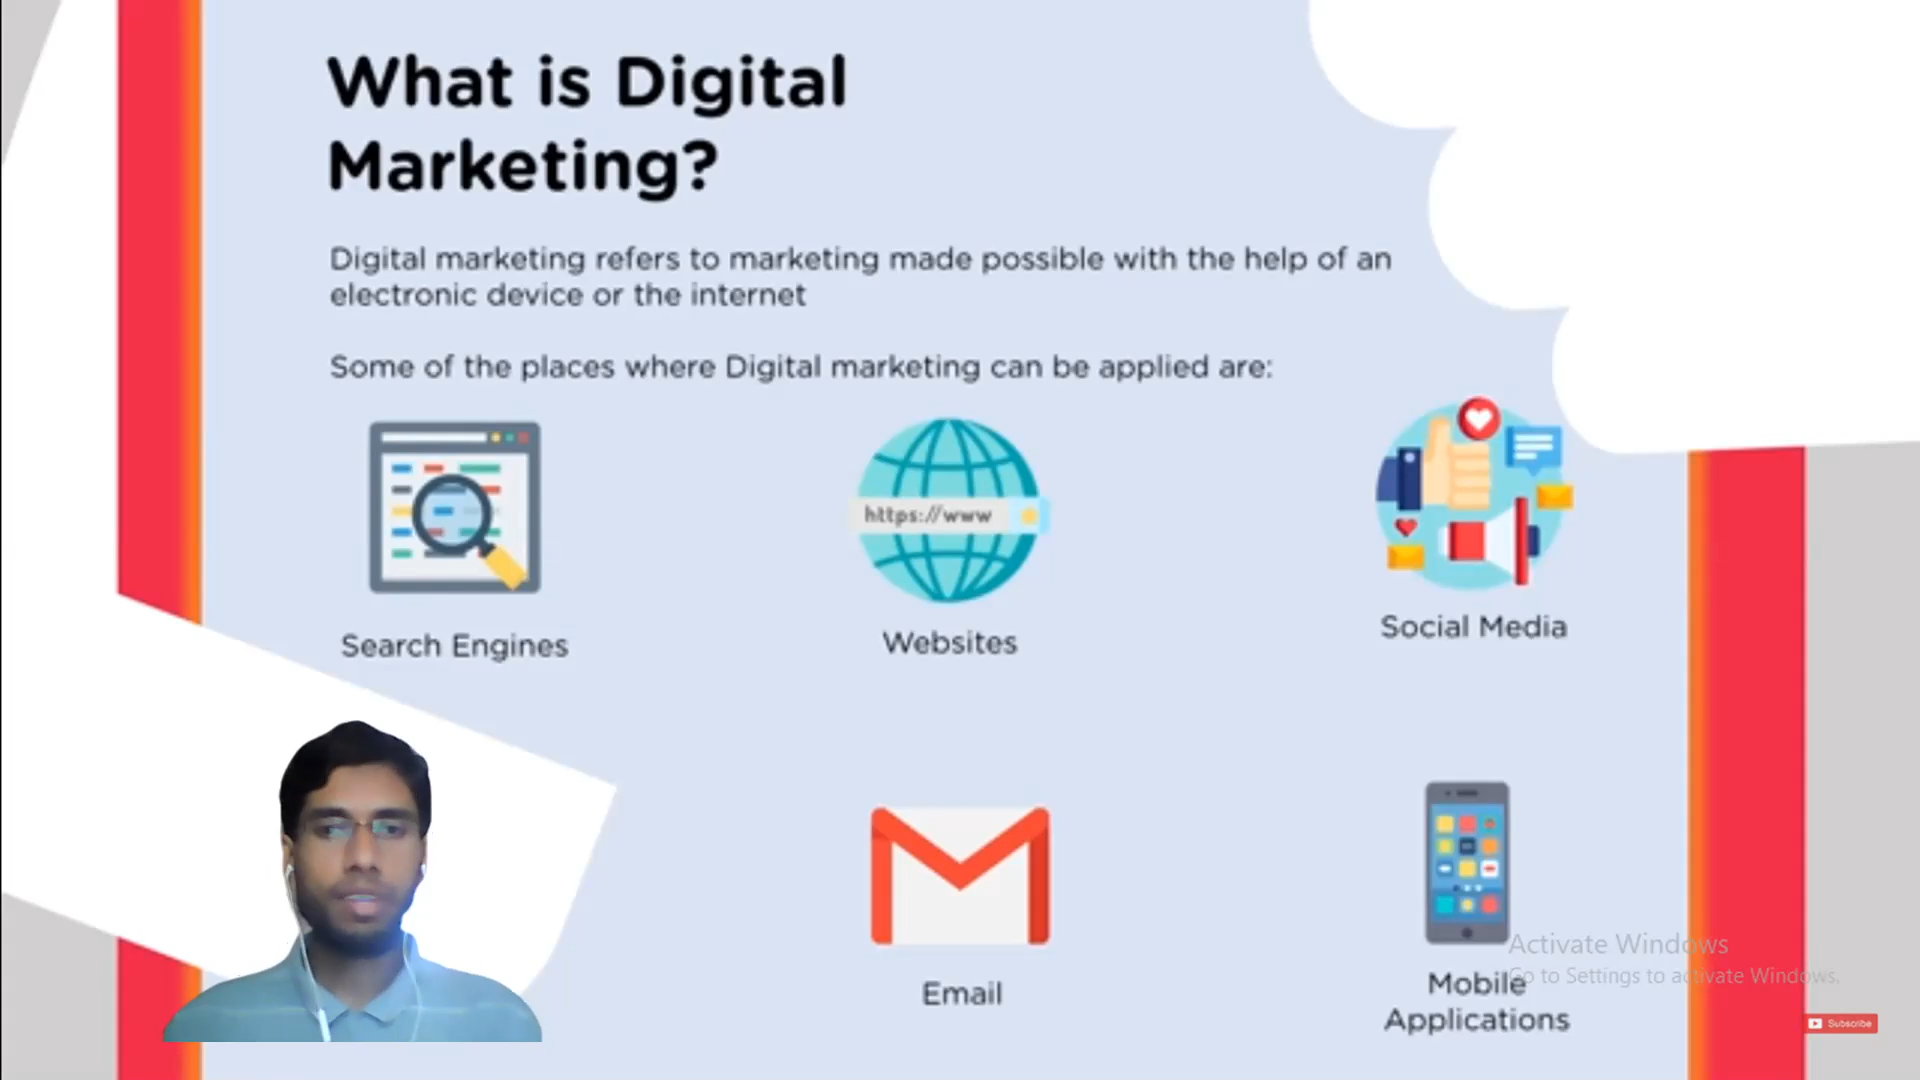 What is Digital
Marketing?
Digital marketing refers to marketing made possible with the help of an
electronic device or the internet
Some of the places where Digital marketing can be applied are:
https://www
Search Engines
Websites
Social Media
Email
Mobile
Applications
Activate Windows
Go to Settings to activate Windows.
Subscribe